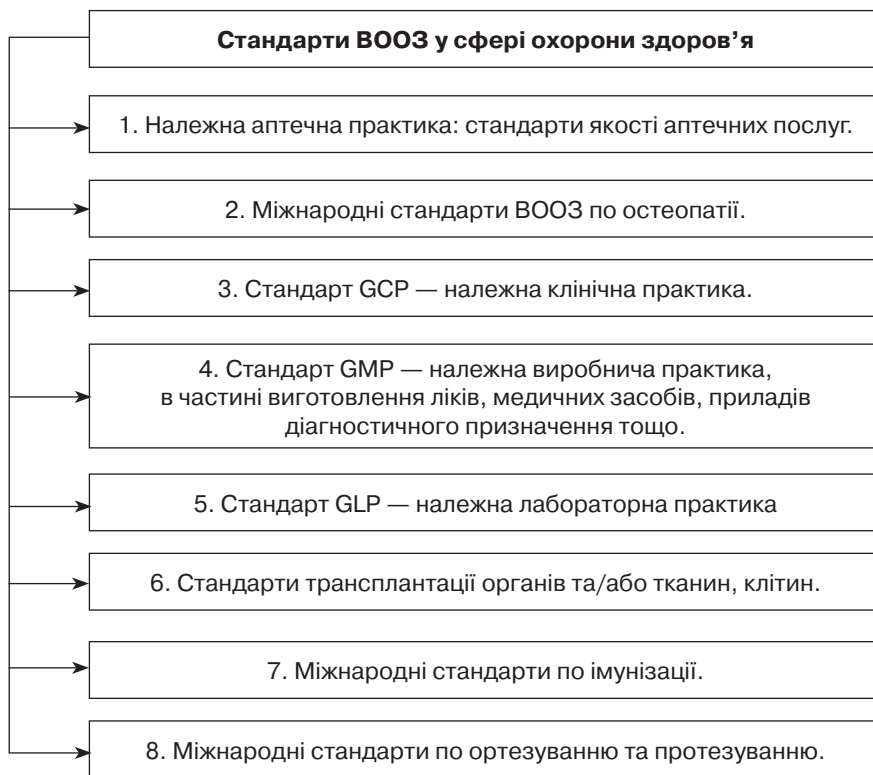 Стандарти ВООЗ у сфері охорони здоров’я
1. Належна аптечна практика: стандарти якості аптечних послуг.
2. Міжнародні стандарти ВООЗ по остеопатії.
3. Стандарт GCP — належна клінічна практика.
4. Стандарт GMP — належна виробнича практика,
в частині виготовлення ліків, медичних засобів, приладів
діагностичного призначення тощо.
5. Стандарт GLP — належна лабораторна практика
6. Стандарти трансплантації органів та/або тканин, клітин.
7. Міжнародні стандарти по імунізації.
8. Міжнародні стандарти по ортезуванню та протезуванню.